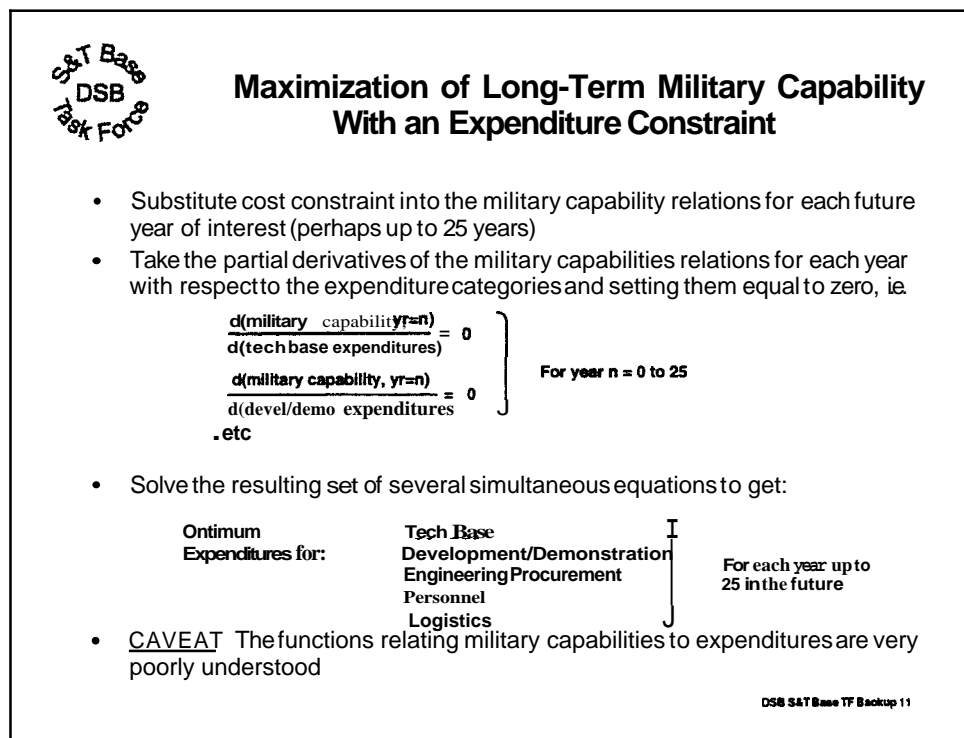 S&T Base
DSB
Task Force
Maximization of Long-Term Military Capability
With an Expenditure Constraint
• Substitute cost constraint into the military capability relations for each future
year of interest (perhaps up to 25 years)
• Take the partial derivatives of the military capabilities relations for each year
with respect to the expenditure categories and setting them equal to zero, ie.
d(military capability, yr=n)
d(tech base expenditures)
= 0
d(military capability, yr=n)
d(devel/demo expenditures
= 0
For year n = 0 to 25
.etc
• Solve the resulting set of several simultaneous equations to get:
Ontimum
Expenditures for:
Tech Base
Development/Demonstration
Engineering Procurement
Personnel
Logistics
For each year up to
25 in the future
• CAVEAT The functions relating military capabilities to expenditures are very
poorly understood
DSB S&T Base TF Backup 11